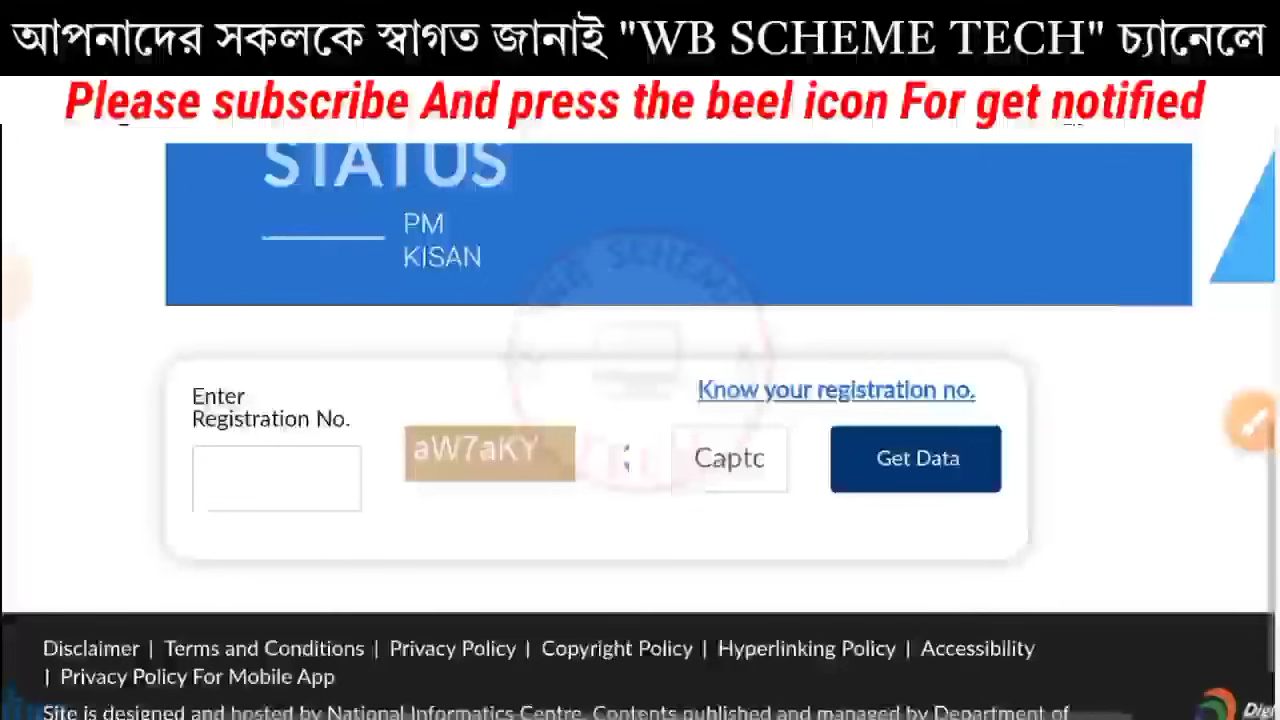 আপনাদের সকলকে স্বাগত জানাই "WB SCHEME TECH" চ্যানেলে
Please subscribe And press the beel icon For get notified
STATUS
PM
KISAN
Know your registration no.
Enter
Registration No.
aW7aKY
Captc
Get Data
Disclaimer | Terms and Conditions | Privacy Policy | Copyright Policy | Hyperlinking Policy | Accessibility
| Privacy Policy For Mobile App
Site is designed and hosted by National Informatics Centre. Contents published and managed by Department of